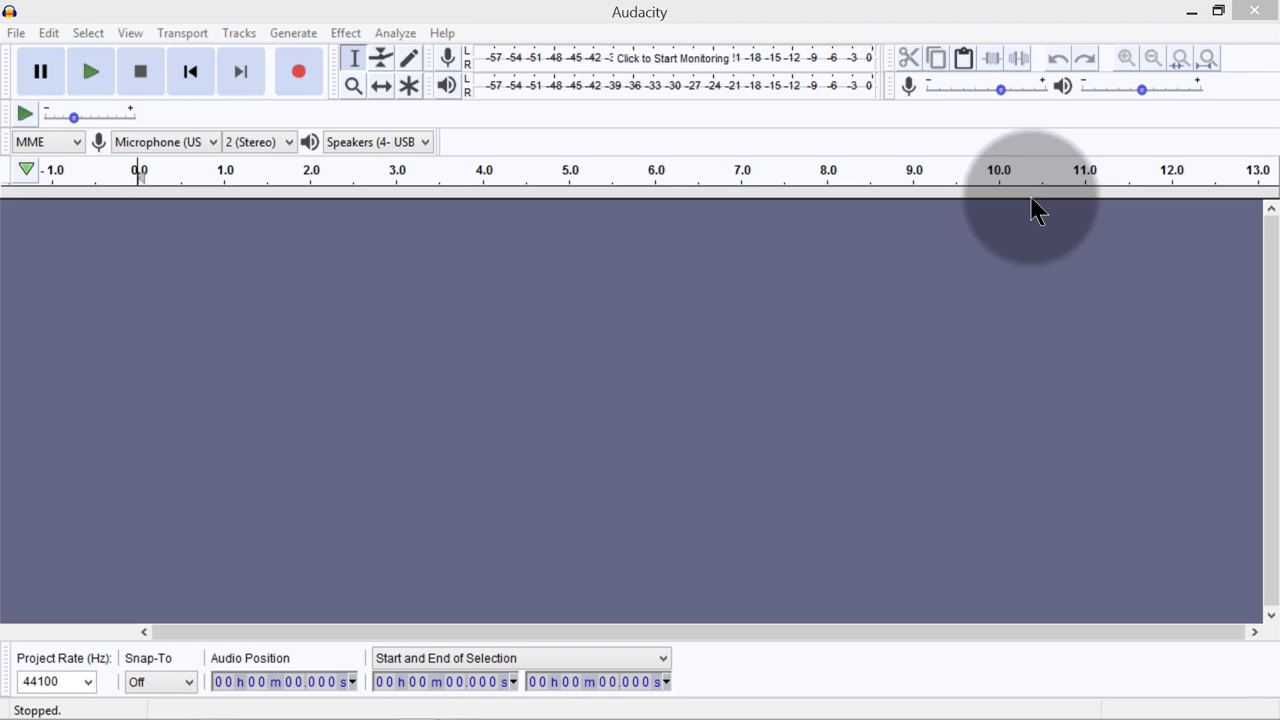 Audacity
File Edit Select View Transport Tracks Generate Effect Analyze Help
L -57 -54 -51 -48 -45 -42 Click to Start Monitoring -18 -15 -12 -9 -6 -3 0
R
L -57 -54 -51 -48 -45 -42 -39 -36 -33 -30 -27 -24 -21 -18 -15 -12 -9 -6 -3 0
R
- +
- +
- +
MME Microphone (US 2 (Stereo) Speakers (4- USB
- 1.0 0.0 1.0 2.0 3.0 4.0 5.0 6.0 7.0 8.0 9.0 10.0 11.0 12.0 13.0
Project Rate (Hz): Snap-To Audio Position Start and End of Selection
44100 Off 00 h 00 m 00.000 s 00 h 00 m 00.000 s 00 h 00 m 00.000 s
Stopped.